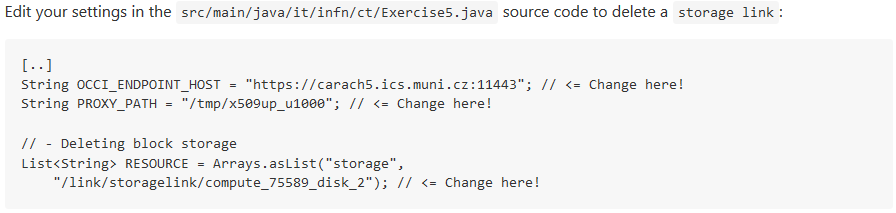 Edit your settings in the src/main/java/it/infn/ct/Exercise5.java source code to delete a storage link:
[..]
String OCCI_ENDPOINT_HOST = "https://carach5.ics.muni.cz:11443"; // <= Change here!
String PROXY_PATH = "/tmp/x509up_u1000"; // <= Change here!
// - Deleting block storage
List<String> RESOURCE = Arrays.asList("storage",
"/link/storagelink/compute_75589_disk_2"); // <= Change here!